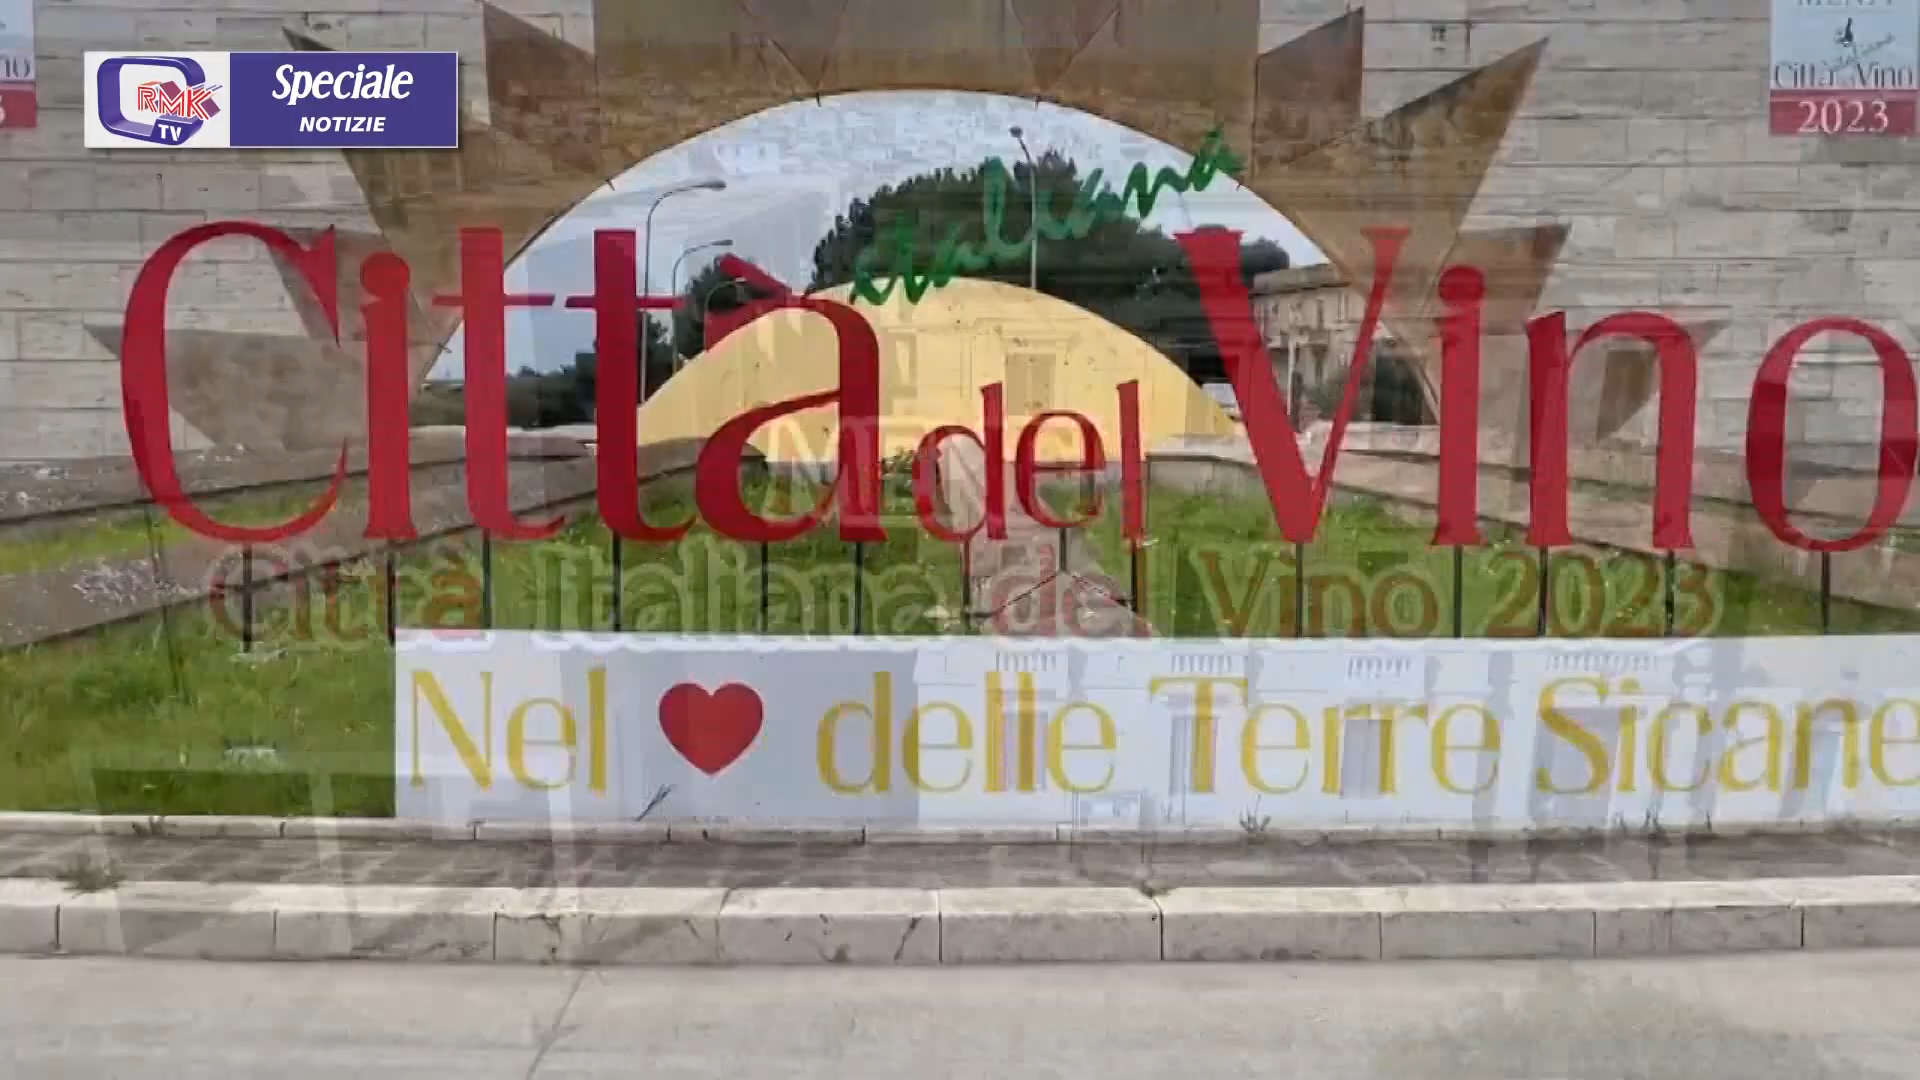 RMK
TV
Speciale
NOTIZIE
Città del Vino
2023
italiana
Città del Vino
MENFI
Città Italiana del Vino 2023
Nel ❤ delle Terre Sicane